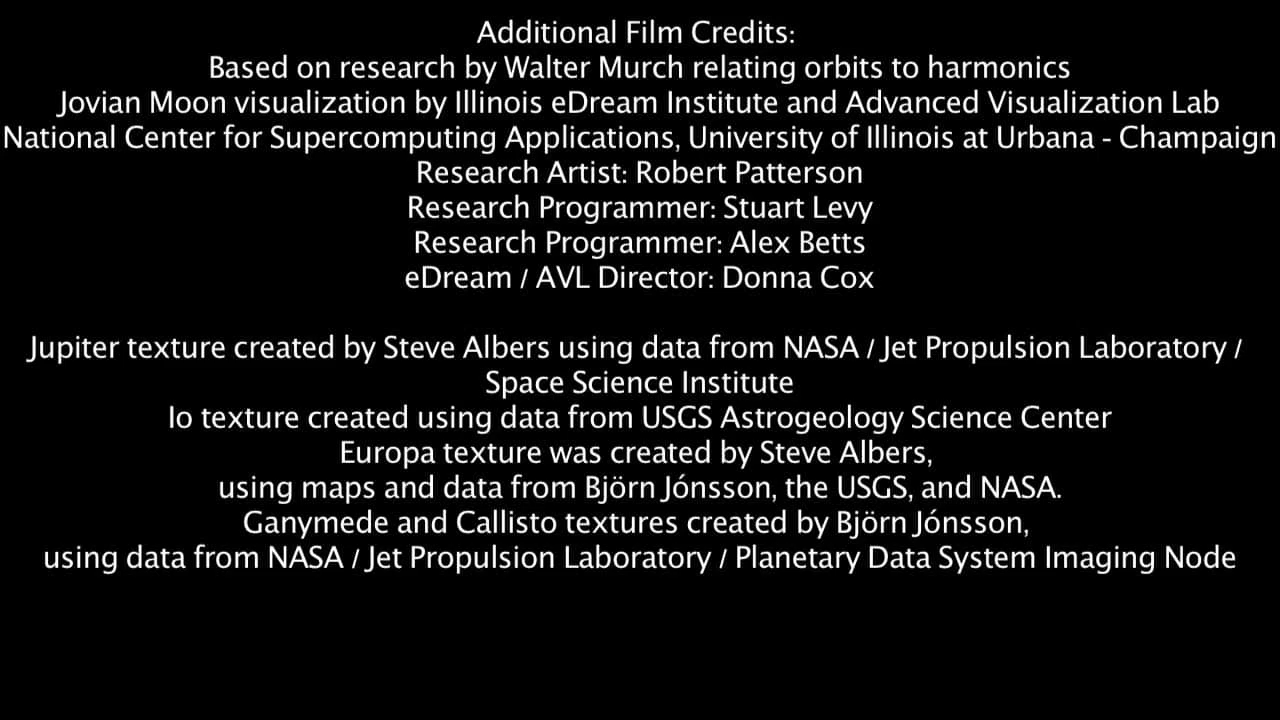 Additional Film Credits:
Based on research by Walter Murch relating orbits to harmonics
Jovian Moon visualization by Illinois eDream Institute and Advanced Visualization Lab
National Center for Supercomputing Applications, University of Illinois at Urbana - Champaign
Research Artist: Robert Patterson
Research Programmer: Stuart Levy
Research Programmer: Alex Betts
eDream / AVL Director: Donna Cox
Jupiter texture created by Steve Albers using data from NASA / Jet Propulsion Laboratory /
Space Science Institute
Io texture created using data from USGS Astrogeology Science Center
Europa texture was created by Steve Albers,
using maps and data from Björn Jónsson, the USGS, and NASA.
Ganymede and Callisto textures created by Björn Jónsson,
using data from NASA / Jet Propulsion Laboratory / Planetary Data System Imaging Node